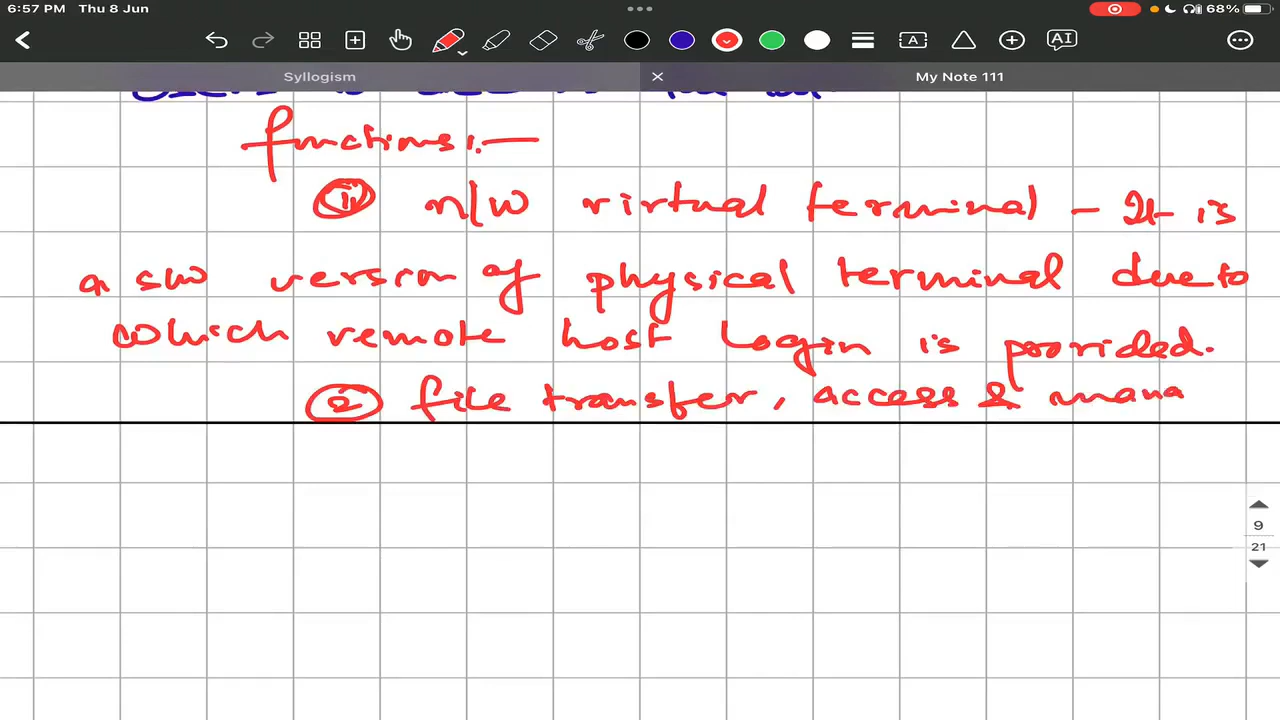 6:57 PM Thu 8 Jun
68%
A
AI
Syllogism
My Note 111
functions:—
① n/w virtual terminal - It is
a s/w version of physical terminal due to
which remote host login is provided.
② file transfer, access & mana
9
21